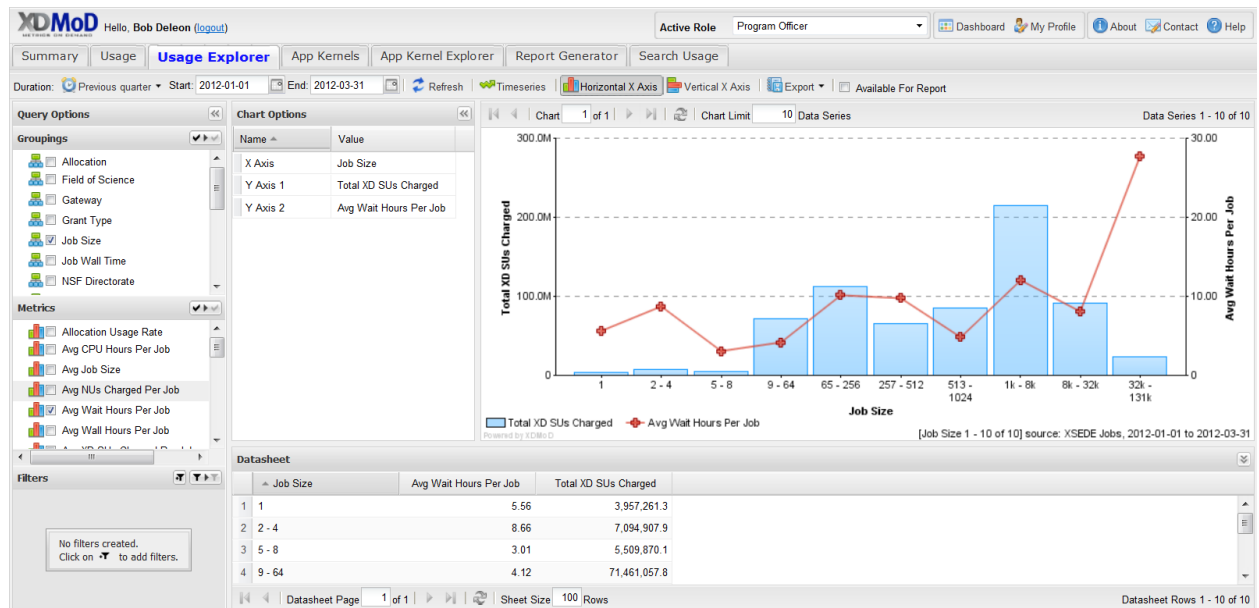 XDMoD Hello, Bob Deleon (logout) Active Role Program Officer Dashboard My Profile About Contact Help
METRICS ON DEMAND
Summary Usage Usage Explorer App Kernels App Kernel Explorer Report Generator Search Usage
Duration: Previous quarter Start: 2012-01-01 End: 2012-03-31 Refresh Timeseries Horizontal X Axis Vertical X Axis Export Available For Report
Query Options
Groupings
Allocation
Field of Science
Gateway
Grant Type
Job Size
Job Wall Time
NSF Directorate
Metrics
Allocation Usage Rate
Avg CPU Hours Per Job
Avg Job Size
Avg NUs Charged Per Job
Avg Wait Hours Per Job
Avg Wall Hours Per Job
Filters
No filters created.
Click on to add filters.
Chart Options
Name Value
X Axis Job Size
Y Axis 1 Total XD SUs Charged
Y Axis 2 Avg Wait Hours Per Job
Chart 1 of 1 Chart Limit 10 Data Series Data Series 1 - 10 of 10
300.0M 30.00
200.0M 20.00
100.0M 10.00
0 0
Total XD SUs Charged
Avg Wait Hours Per Job
1 2 - 4 5 - 8 9 - 64 65 - 256 257 - 512 513 - 1024 1k - 8k 8k - 32k 32k - 131k
Job Size
Total XD SUs Charged Avg Wait Hours Per Job
Powered by XDMoD
[Job Size 1 - 10 of 10] source: XSEDE Jobs, 2012-01-01 to 2012-03-31
Datasheet
Job Size Avg Wait Hours Per Job Total XD SUs Charged
1 1 5.56 3,957,261.3
2 2 - 4 8.66 7,094,907.9
3 5 - 8 3.01 5,509,870.1
4 9 - 64 4.12 71,461,057.8
Datasheet Page 1 of 1 Sheet Size 100 Rows Datasheet Rows 1 - 10 of 10